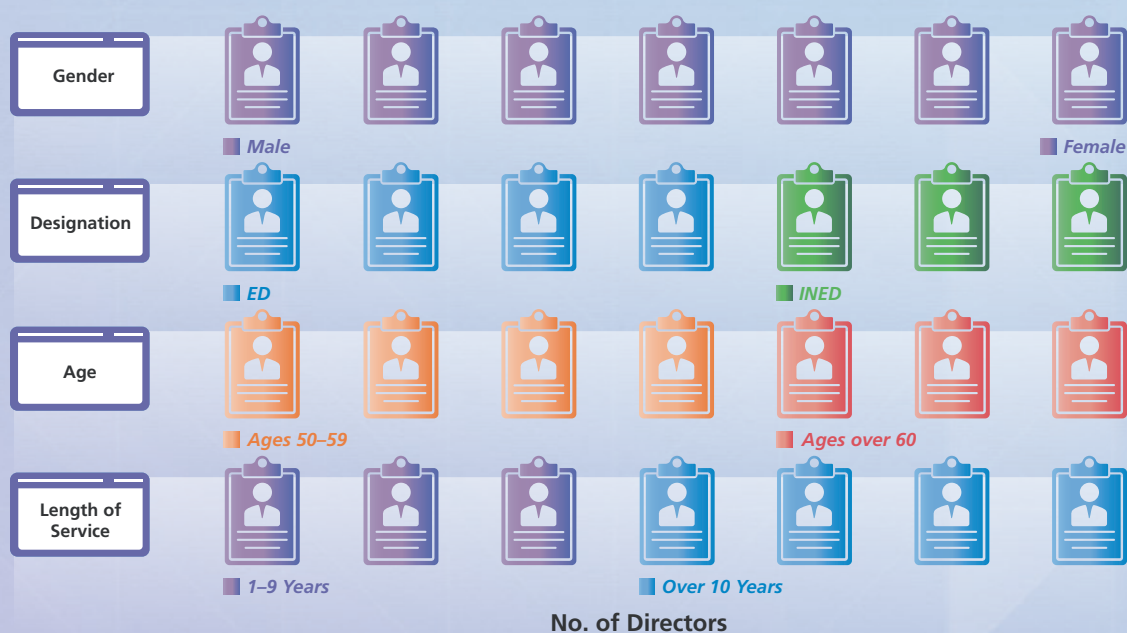 Gender
Male
Female
Designation
ED
INED
Age
Ages 50–59
Ages over 60
Length of
Service
1–9 Years
Over 10 Years
No. of Directors